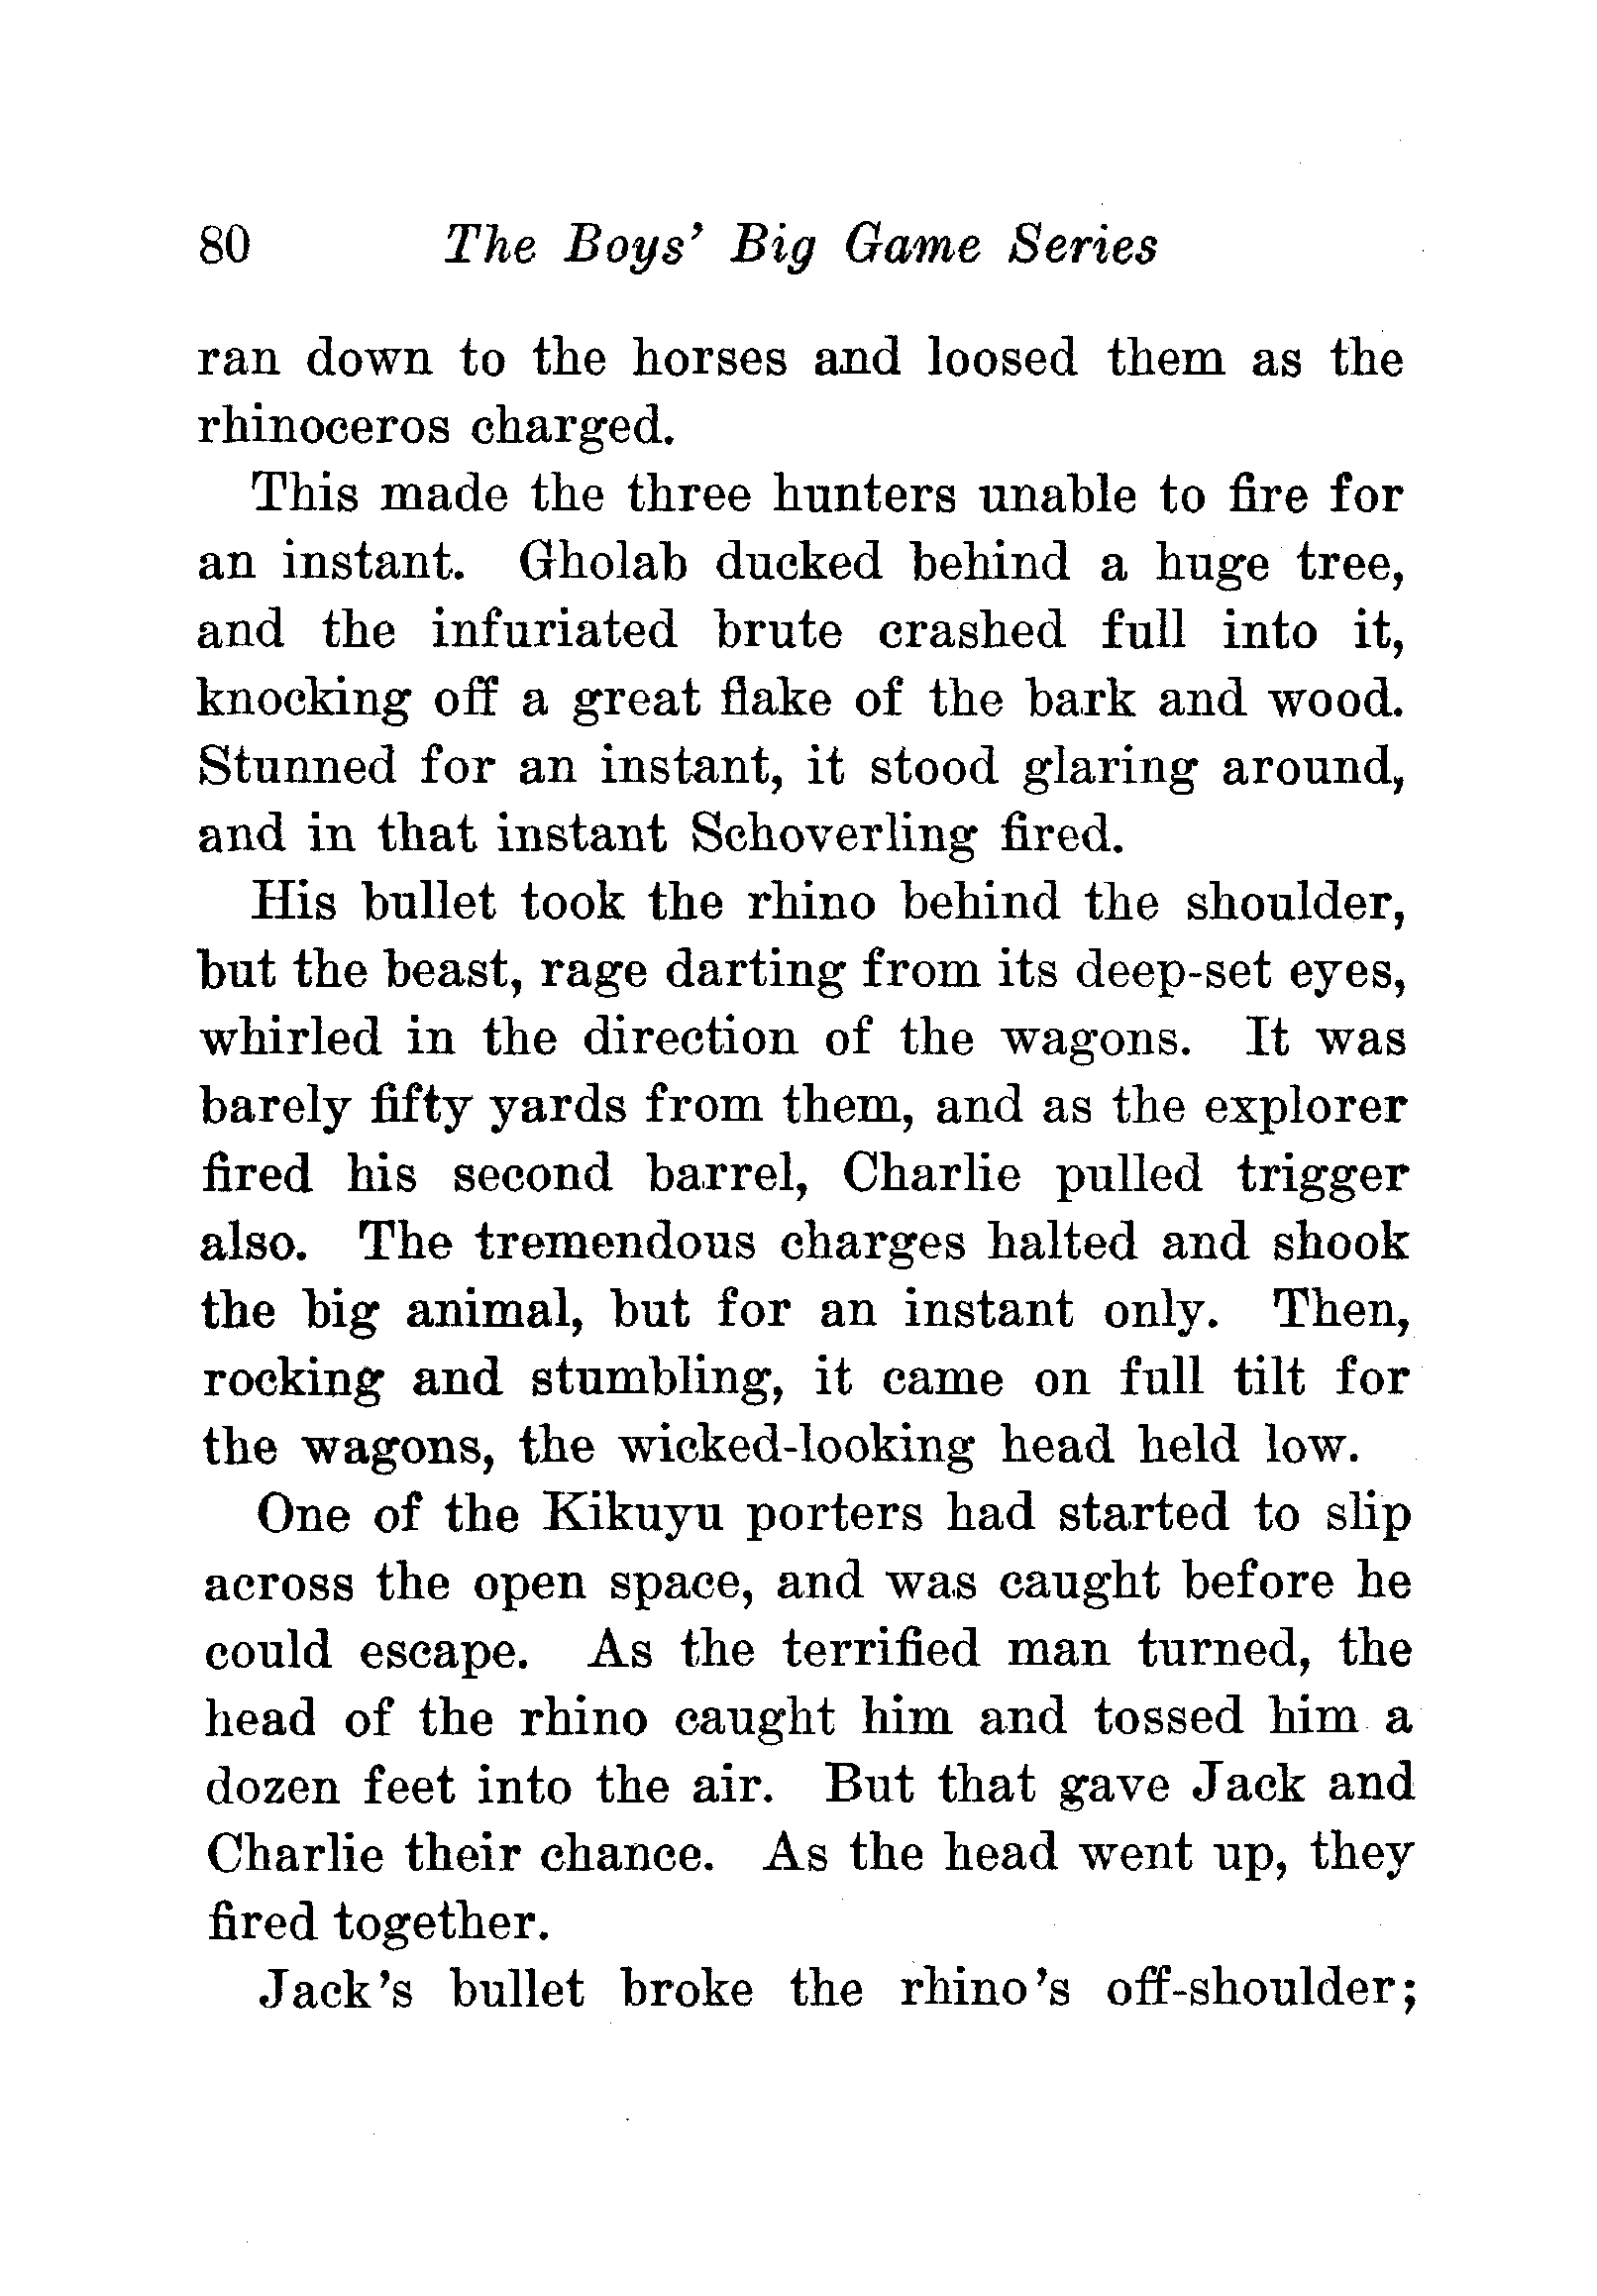 80 The Boys' Big Game Series
ran down to the horses and loosed them as the
rhinoceros charged.
This made the three hunters unable to fire for
an instant. Gholab ducked behind a huge tree,
and the infuriated brute crashed full into it,
knocking off a great flake of the bark and wood.
Stunned for an instant, it stood glaring around,
and in that instant Schoverling fired.
His bullet took the rhino behind the shoulder,
but the beast, rage darting from its deep-set eyes,
whirled in the direction of the wagons. It was
barely fifty yards from them, and as the explorer
fired his second barrel, Charlie pulled trigger
also. The tremendous charges halted and shook
the big animal, but for an instant only. Then,
rocking and stumbling, it came on full tilt for
the wagons, the wicked-looking head held low.
One of the Kikuyu porters had started to slip
across the open space, and was caught before he
could escape. As the terrified man turned, the
head of the rhino caught him and tossed him a
dozen feet into the air. But that gave Jack and
Charlie their chance. As the head went up, they
fired together.
Jack's bullet broke the rhino's off-shoulder;